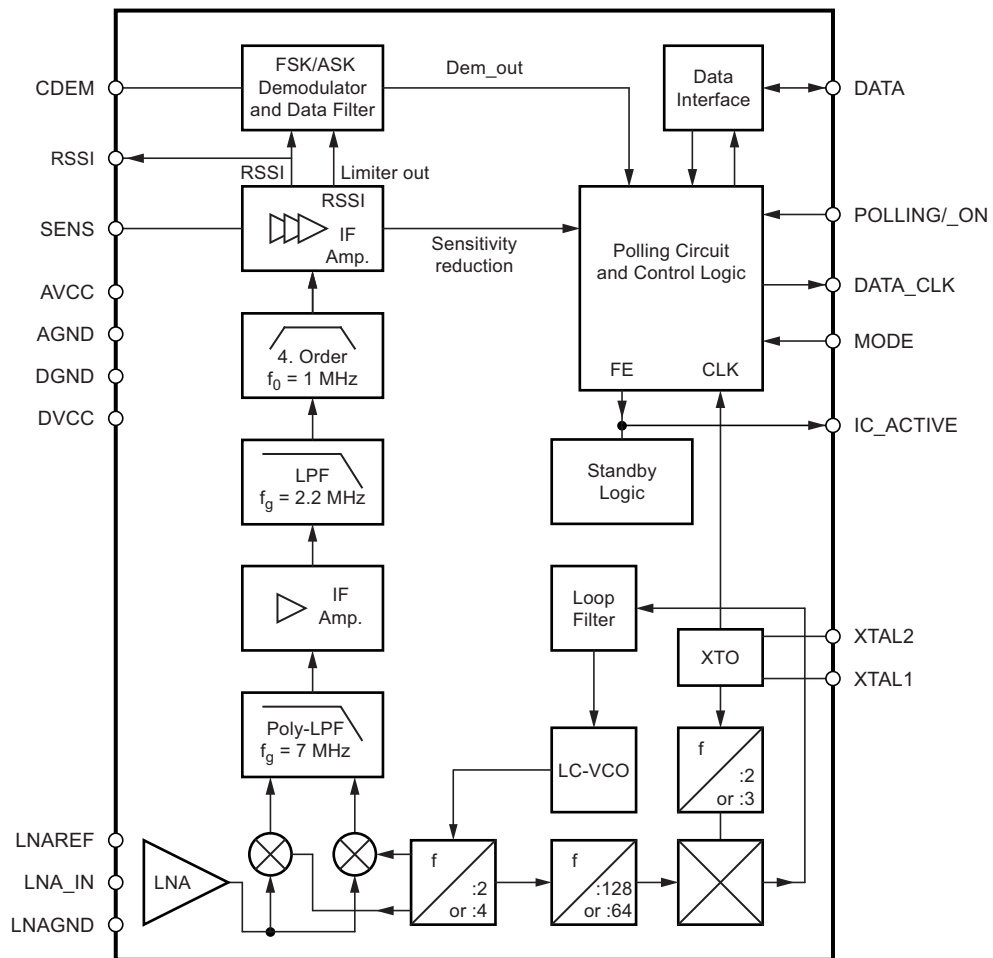 CDEM
RSSI
SENS
AVCC
AGND
DGND
DVCC
LNAREF
LNA_IN
LNAGND
FSK/ASK
Demodulator
and Data Filter
Dem_out
RSSI
Limiter out
RSSI
IF
Amp.
Sensitivity
reduction
4. Order
f0 = 1 MHz
LPF
fg = 2.2 MHz
IF
Amp.
Poly-LPF
fg = 7 MHz
LNA
Data
Interface
Polling Circuit
and Control Logic
FE
CLK
Standby
Logic
Loop
Filter
XTO
LC-VCO
f
:2
or :3
f
:2
or :4
f
:128
or :64
DATA
POLLING/_ON
DATA_CLK
MODE
IC_ACTIVE
XTAL2
XTAL1